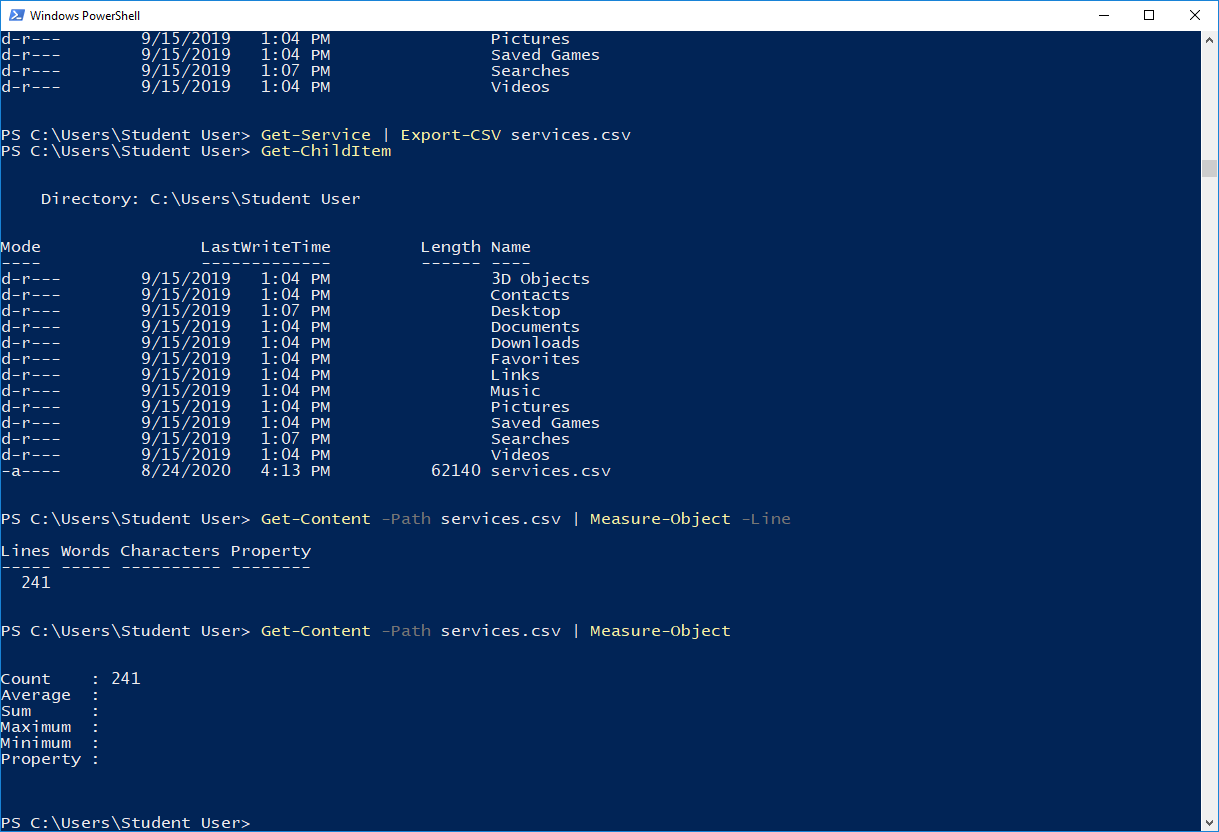 Windows PowerShell
d-r---        9/15/2019   1:04 PM                Pictures
d-r---        9/15/2019   1:04 PM                Saved Games
d-r---        9/15/2019   1:07 PM                Searches
d-r---        9/15/2019   1:04 PM                Videos
PS C:\Users\Student User> Get-Service | Export-CSV services.csv
PS C:\Users\Student User> Get-ChildItem
    Directory: C:\Users\Student User
Mode                LastWriteTime         Length Name
----                -------------         ------ ----
d-r---        9/15/2019   1:04 PM                3D Objects
d-r---        9/15/2019   1:04 PM                Contacts
d-r---        9/15/2019   1:07 PM                Desktop
d-r---        9/15/2019   1:04 PM                Documents
d-r---        9/15/2019   1:04 PM                Downloads
d-r---        9/15/2019   1:04 PM                Favorites
d-r---        9/15/2019   1:04 PM                Links
d-r---        9/15/2019   1:04 PM                Music
d-r---        9/15/2019   1:04 PM                Pictures
d-r---        9/15/2019   1:04 PM                Saved Games
d-r---        9/15/2019   1:07 PM                Searches
d-r---        9/15/2019   1:04 PM                Videos
-a----        8/24/2020   4:13 PM          62140 services.csv
PS C:\Users\Student User> Get-Content -Path services.csv | Measure-Object -Line
Lines Words Characters Property
----- ----- ---------- --------
  241
PS C:\Users\Student User> Get-Content -Path services.csv | Measure-Object
Count    : 241
Average  :
Sum      :
Maximum  :
Minimum  :
Property :
PS C:\Users\Student User>